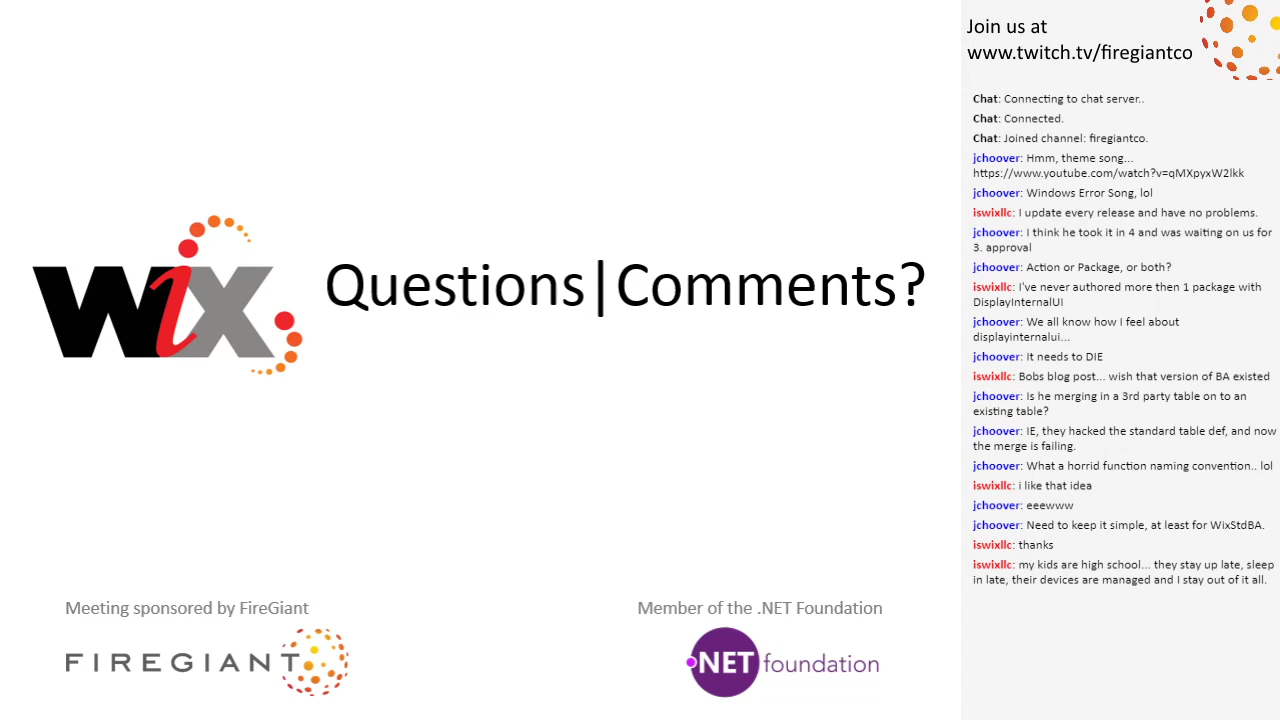 Join us at
www.twitch.tv/firegiantco
WiX
Questions|Comments?
Meeting sponsored by FireGiant
FIREGIANT
Member of the .NET Foundation
.NET foundation
Chat: Connecting to chat server..
Chat: Connected.
Chat: Joined channel: firegiantco.
jchoover: Hmm, theme song...
https://www.youtube.com/watch?v=qMXpyxW2lkk
jchoover: Windows Error Song, lol
iswixllc: I update every release and have no problems.
jchoover: I think he took it in 4 and was waiting on us for
3. approval
jchoover: Action or Package, or both?
iswixllc: I've never authored more then 1 package with
DisplayInternalUI
jchoover: We all know how I feel about
displayinternalui...
jchoover: It needs to DIE
iswixllc: Bobs blog post... wish that version of BA existed
jchoover: Is he merging in a 3rd party table on to an
existing table?
jchoover: IE, they hacked the standard table def, and now
the merge is failing.
jchoover: What a horrid function naming convention.. lol
iswixllc: i like that idea
jchoover: eeewww
jchoover: Need to keep it simple, at least for WixStdBA.
iswixllc: thanks
iswixllc: my kids are high school... they stay up late, sleep
in late, their devices are managed and I stay out of it all.